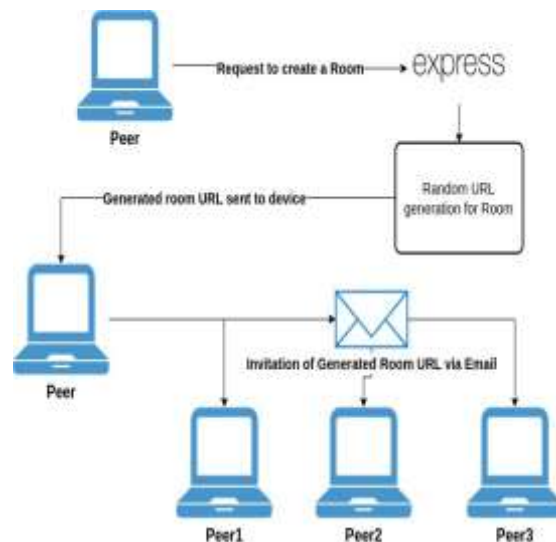 Request to create a Room
express
Peer
Random URL
generation for Room
Generated room URL sent to device
Peer
Invitation of Generated Room URL via Email
Peer1
Peer2
Peer3